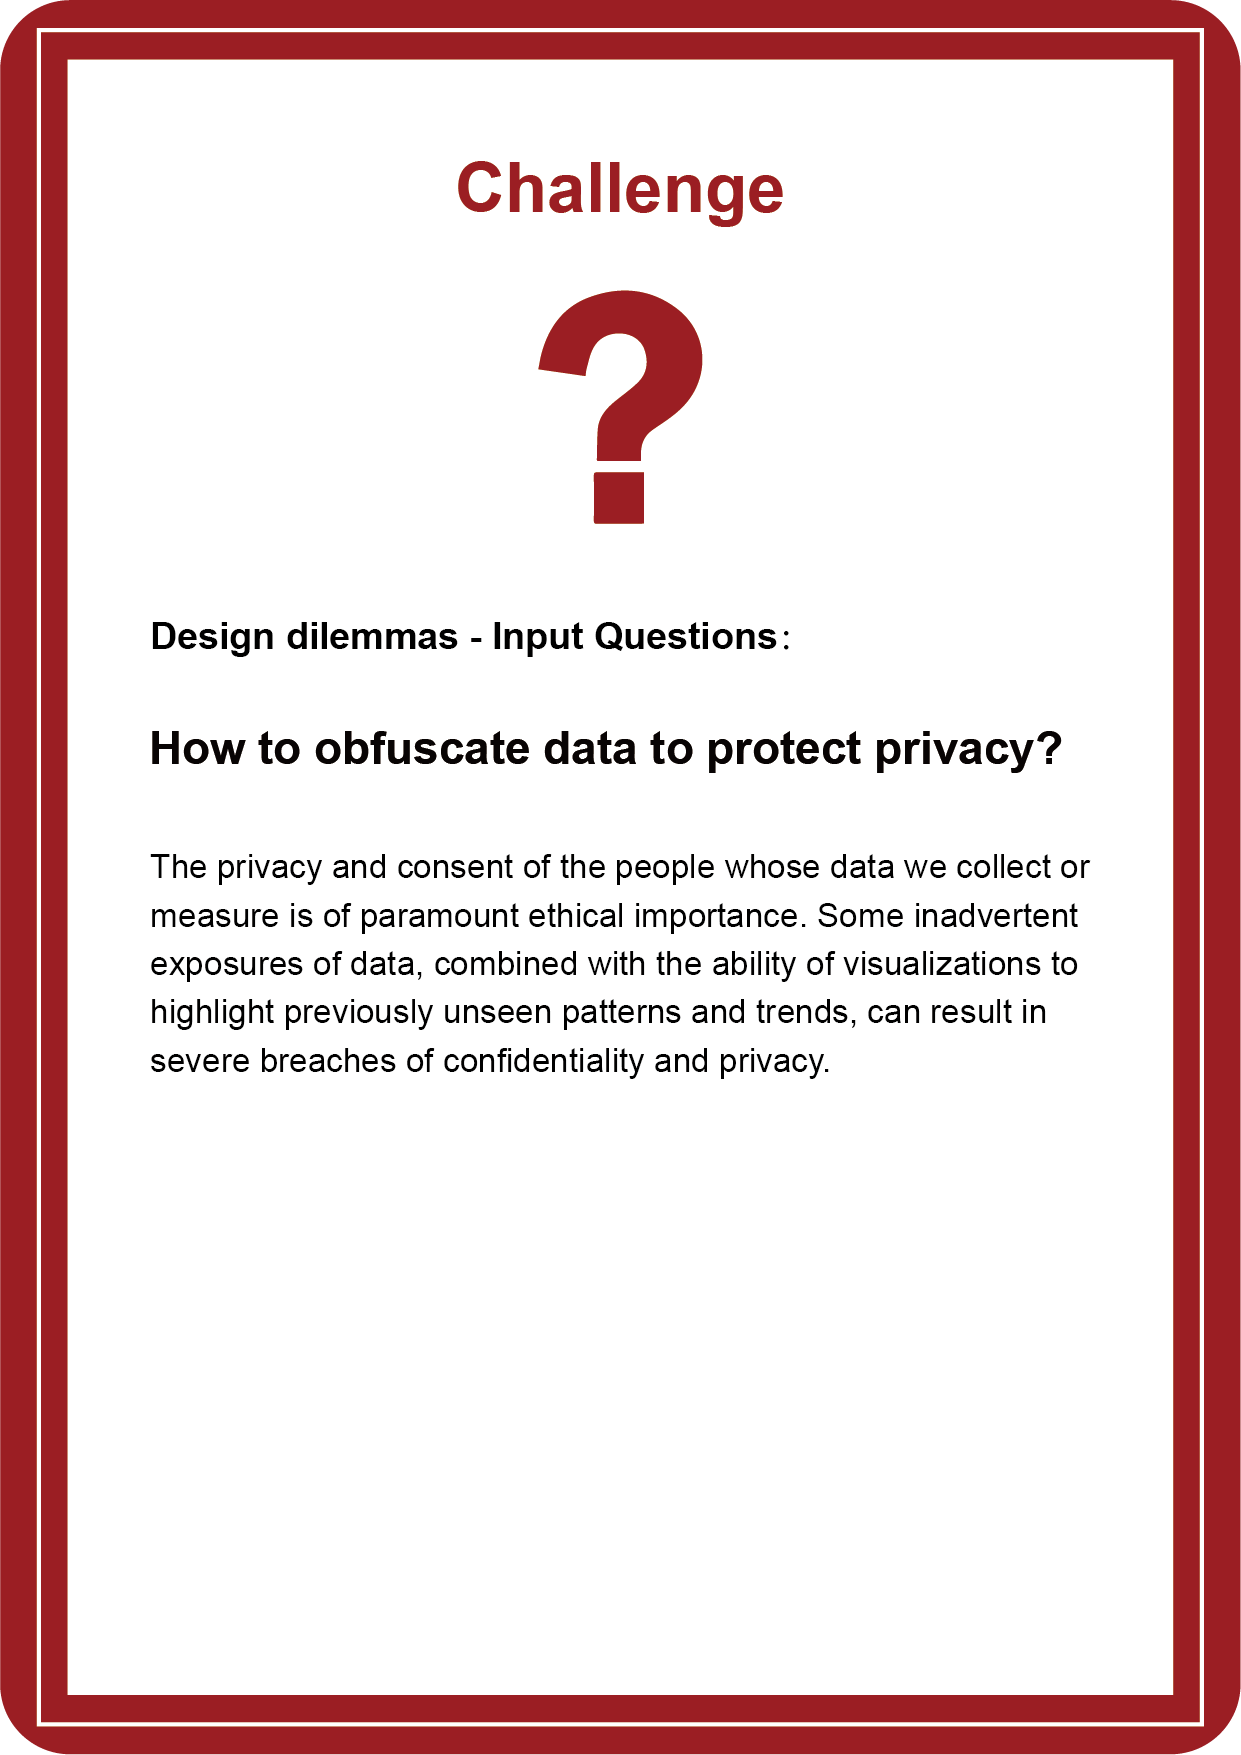 Challenge
?
Design dilemmas - Input Questions:
How to obfuscate data to protect privacy?
The privacy and consent of the people whose data we collect or
measure is of paramount ethical importance. Some inadvertent
exposures of data, combined with the ability of visualizations to
highlight previously unseen patterns and trends, can result in
severe breaches of confidentiality and privacy.